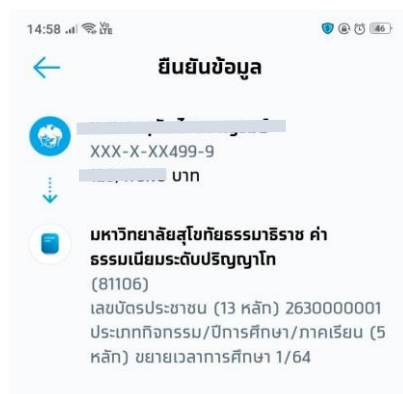 14:58
Vo
LTE
46
ยืนยันข้อมูล
XXX-X-XX499-9
บาท
มหาวิทยาลัยสุโขทัยธรรมาธิราช ค่า
ธรรมเนียมระดับปริญญาโท
(81106)
เลขบัตรประชาชน (13 หลัก) 2630000001
ประเภทกิจกรรม/ปีการศึกษา/ภาคเรียน (5
หลัก) ขยายเวลาการศึกษา 1/64